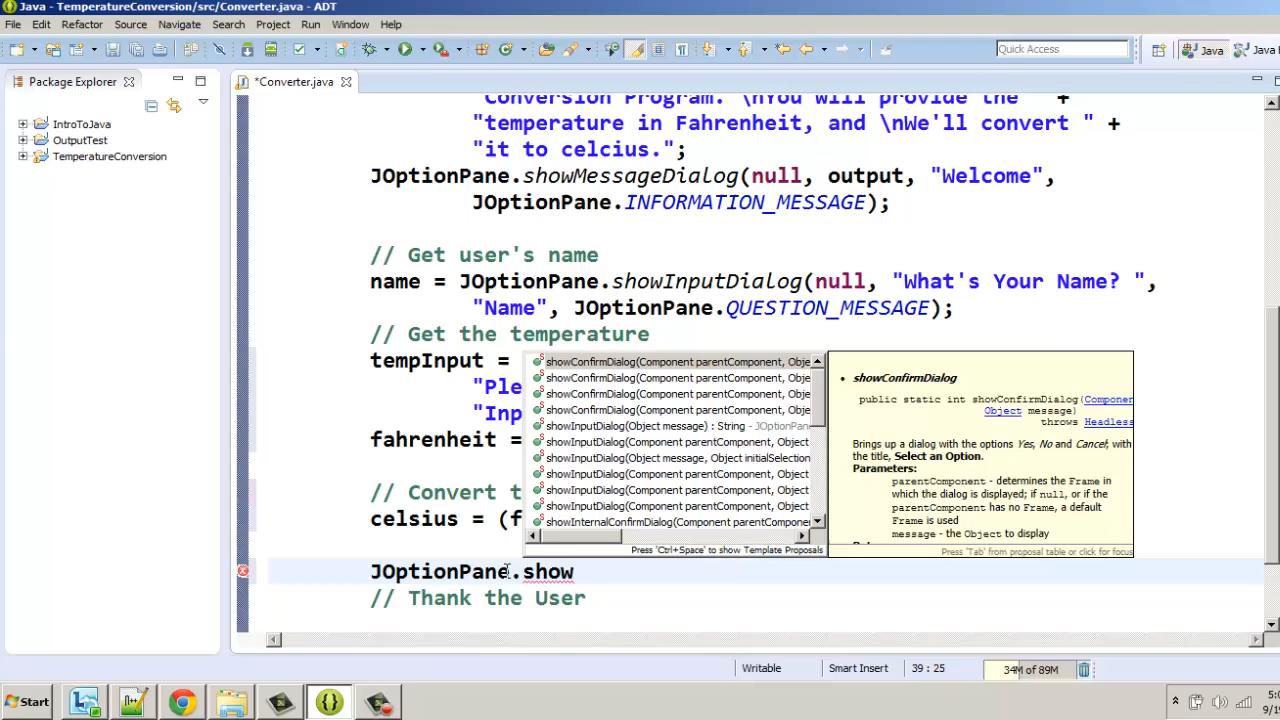 Java - TemperatureConversion/src/Converter.java - ADT
File Edit Refactor Source Navigate Search Project Run Window Help
Quick Access
Java
Java
Package Explorer
*Converter.java
IntroToJava
OutputTest
TemperatureConversion
"Conversion Program. \nYou will provide the " +
"temperature in Fahrenheit, and \nWe'll convert " +
"it to celcius.";
JOptionPane.showMessageDialog(null, output, "Welcome",
JOptionPane.INFORMATION_MESSAGE);
// Get user's name
name = JOptionPane.showInputDialog(null, "What's Your Name? ",
"Name", JOptionPane.QUESTION_MESSAGE);
// Get the temperature
tempInput =
"Ple
"Inp
fahrenheit =
// Convert t
celsius = (f
JOptionPane.show
// Thank the User
showConfirmDialog(Component parentComponent, Obje
showConfirmDialog(Component parentComponent, Obje
showConfirmDialog(Component parentComponent, Obje
showConfirmDialog(Component parentComponent, Obje
showInputDialog(Object message) : String - JOptionPan
showInputDialog(Component parentComponent, Object
showInputDialog(Object message, Object initialSelection
showInputDialog(Component parentComponent, Object
showInputDialog(Component parentComponent, Object
showInputDialog(Component parentComponent, Object
showInternalConfirmDialog(Component parentCompone
Press 'Ctrl+Space' to show Template Proposals
showConfirmDialog
public static int showConfirmDialog(Componen
Object message)
throws Headless
Brings up a dialog with the options Yes, No and Cancel; with
the title, Select an Option.
Parameters:
parentComponent - determines the Frame in
which the dialog is displayed; if null, or if the
parentComponent has no Frame, a default
Frame is used
message - the Object to display
Press 'Tab' from proposal table or click for focus
Writable
Smart Insert
39 : 25
34M of 89M
Start
5:0
9/1